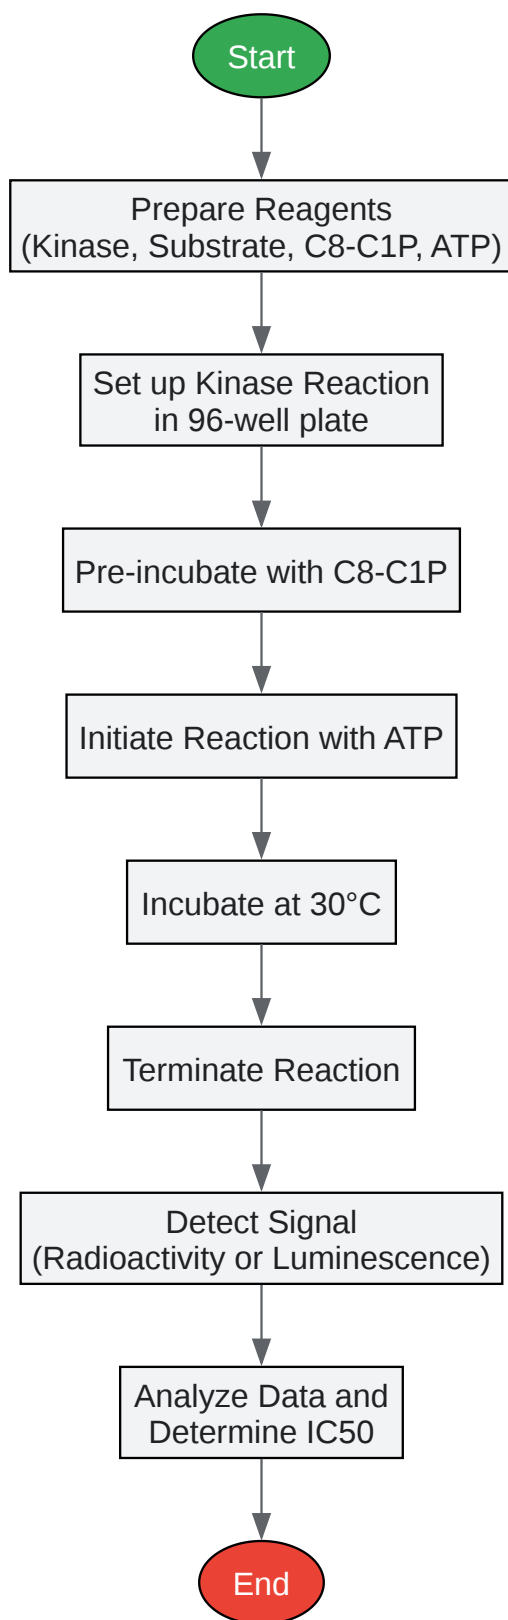 Start
Prepare Reagents
(Kinase, Substrate, C8-C1P, ATP)
Set up Kinase Reaction
in 96-well plate
Pre-incubate with C8-C1P
Initiate Reaction with ATP
Incubate at 30°C
Terminate Reaction
Detect Signal
(Radioactivity or Luminescence)
Analyze Data and
Determine IC50
End